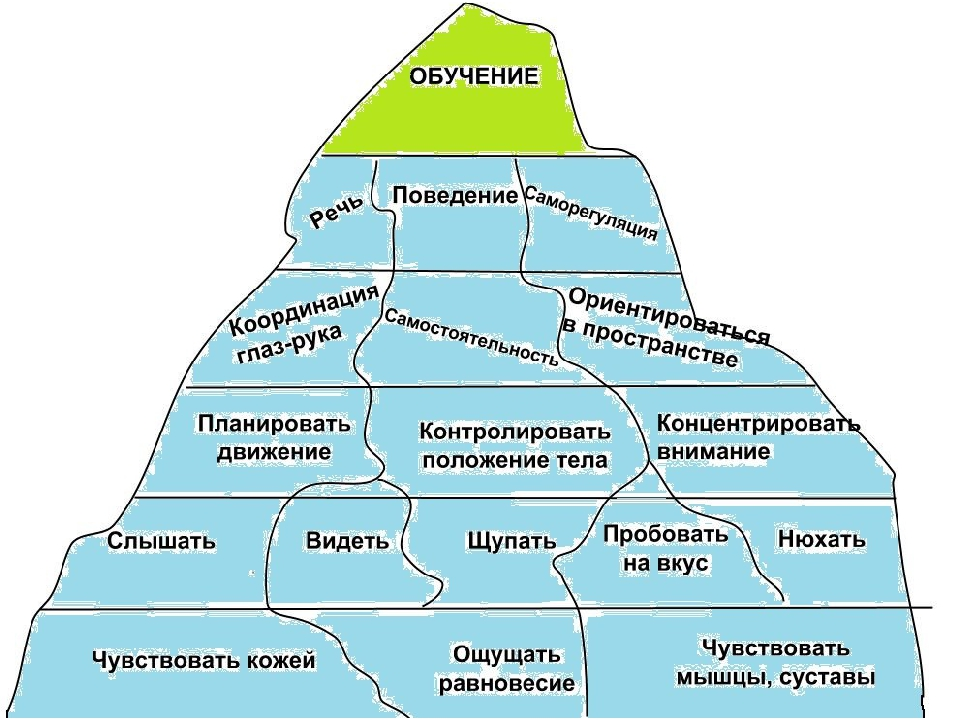 ОБУЧЕНИЕ
Речь
Поведение
Саморегуляция
Координация
глаз-рука
Самостоятельность
Ориентироваться
в пространстве
Планировать
движение
Контролировать
положение тела
Концентрировать
внимание
Слышать
Видеть
Щупать
Пробовать
на вкус
Нюхать
Чувствовать кожей
Ощущать
равновесие
Чувствовать
мышцы, суставы